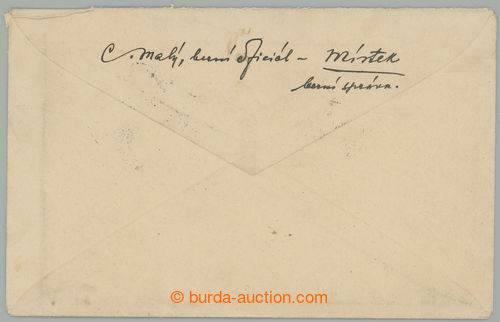 C. Malý, berní oficiál – Místek
berní správa.
© burda-auction.com